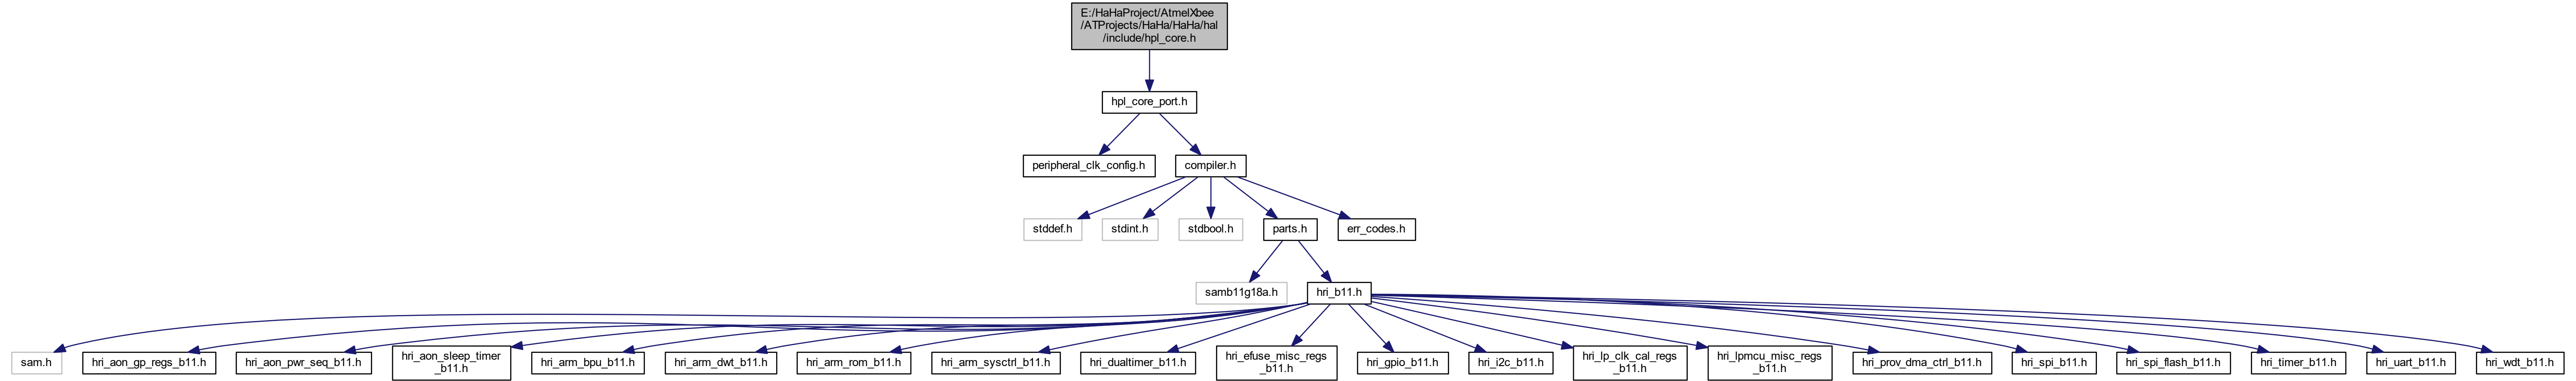 E:/HaHaProject/AtmelXbee
/ATProjects/HaHa/HaHa/hal
/include/hpl_core.h
hpl_core_port.h
peripheral_clk_config.h
compiler.h
stddef.h
stdint.h
stdbool.h
parts.h
err_codes.h
samb11g18a.h
hri_b11.h
sam.h
hri_aon_gp_regs_b11.h
hri_aon_pwr_seq_b11.h
hri_aon_sleep_timer
_b11.h
hri_arm_bpu_b11.h
hri_arm_dwt_b11.h
hri_arm_rom_b11.h
hri_arm_sysctrl_b11.h
hri_dualtimer_b11.h
hri_efuse_misc_regs
_b11.h
hri_gpio_b11.h
hri_i2c_b11.h
hri_lp_clk_cal_regs
_b11.h
hri_lpmcu_misc_regs
_b11.h
hri_prov_dma_ctrl_b11.h
hri_spi_b11.h
hri_spi_flash_b11.h
hri_timer_b11.h
hri_uart_b11.h
hri_wdt_b11.h